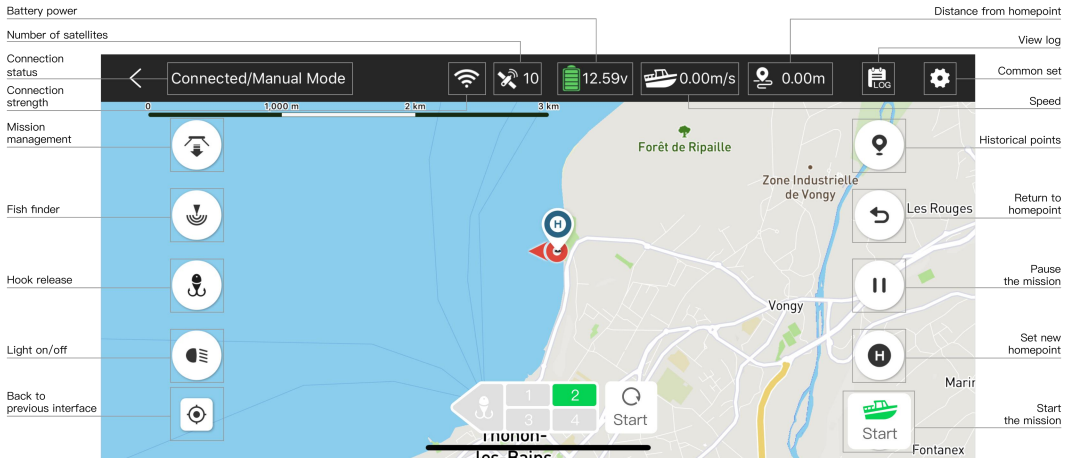 Battery power
Distance from homepoint
Number of satellites
View log
Connection
status
Common set
Connected/Manual Mode
10
12.59v
0.00m/s
0.00m
LOG
Connection
strength
Speed
0
1,000 m
2 km
3 km
Mission
management
Historical points
Forêt de Ripaille
Zone Industrielle
de Vongy
Fish finder
Les Rouges
Return to
homepoint
H
Hook release
Pause
the mission
Vongy
Light on/off
Set new
homepoint
H
Back to
previous interface
Marin
1
2
3
4
Start
Start
Start
the mission
Thonon-
les-Bains
Fontanex